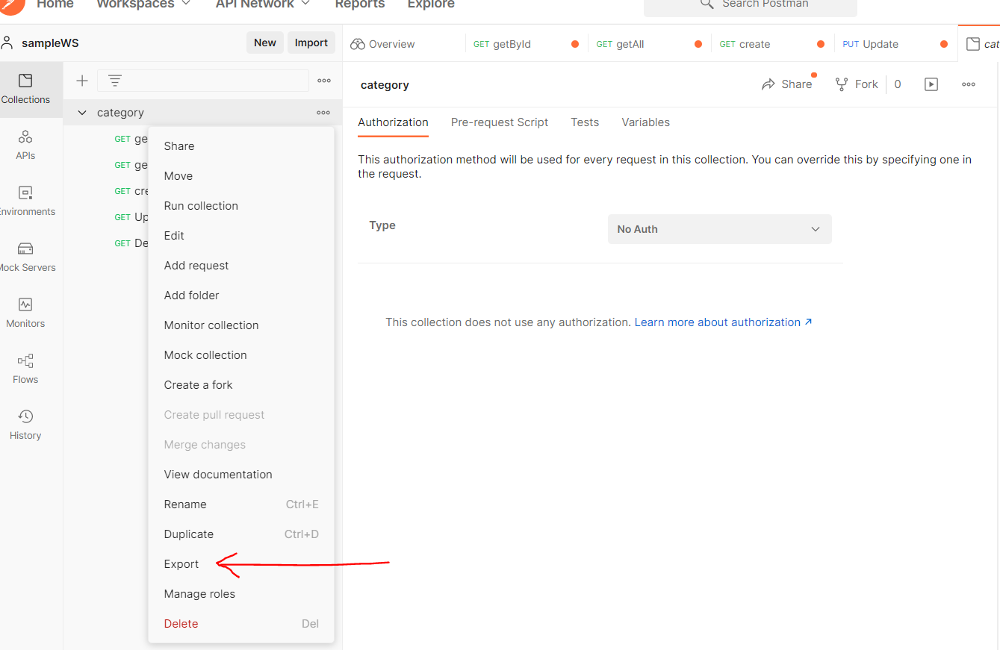 Home Workspaces API Network Reports Explore Search Postman
sampleWS New Import
Overview GET getById GET getAll GET create PUT Update cat
Collections
APIs
Environments
Mock Servers
Monitors
Flows
History
category
GET ge
GET ge
GET cre
GET Up
GET De
Share
Move
Run collection
Edit
Add request
Add folder
Monitor collection
Mock collection
Create a fork
Create pull request
Merge changes
View documentation
Rename Ctrl+E
Duplicate Ctrl+D
Export
Manage roles
Delete Del
category Share Fork 0
Authorization Pre-request Script Tests Variables
This authorization method will be used for every request in this collection. You can override this by specifying one in
the request.
Type No Auth
This collection does not use any authorization. Learn more about authorization ↗